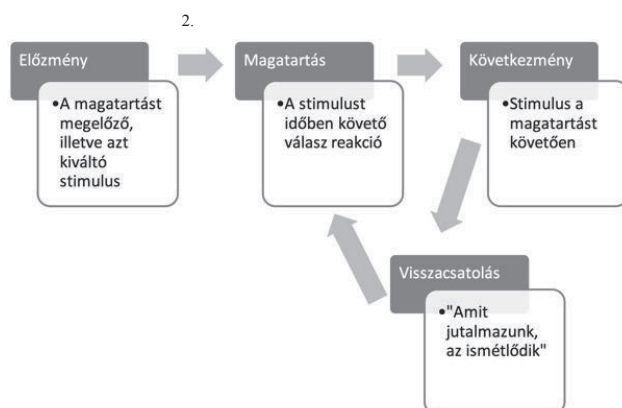 2.
Előzmény
•A magatartást
megelőző,
illetve azt
kiváltó
stimulus
Magatartás
•A stimulust
időben követő
válasz reakció
Következmény
•Stimulus a
magatartást
követően
Visszacsatolás
•"Amit
jutalmazunk,
az ismétlődik"